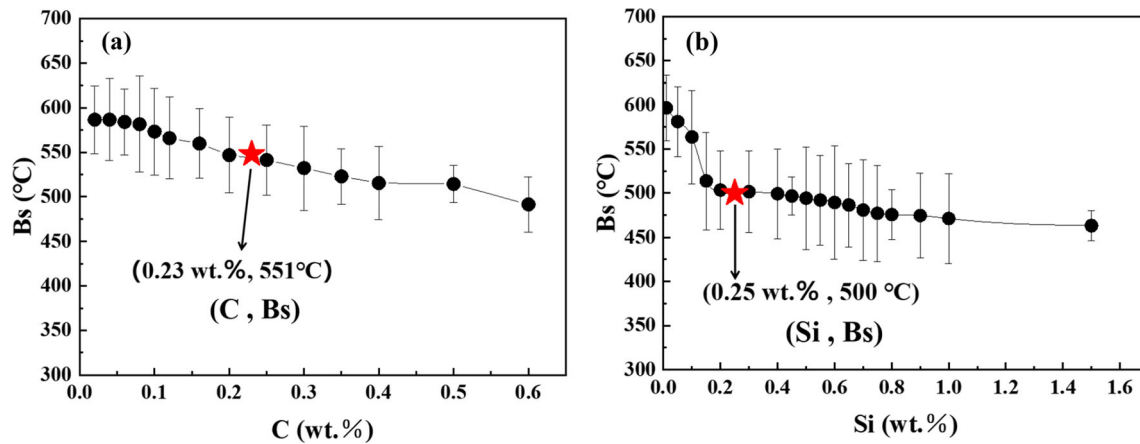 (a)
700
650
600
550
500
450
400
350
300
Bs (℃)
(0.23 wt.%, 551℃)
(C , Bs)
0.0 0.1 0.2 0.3 0.4 0.5 0.6
C (wt.%)
(b)
700
650
600
550
500
450
400
350
300
Bs (℃)
(0.25 wt.% , 500 ℃)
(Si , Bs)
0.0 0.2 0.4 0.6 0.8 1.0 1.2 1.4 1.6
Si (wt.%)